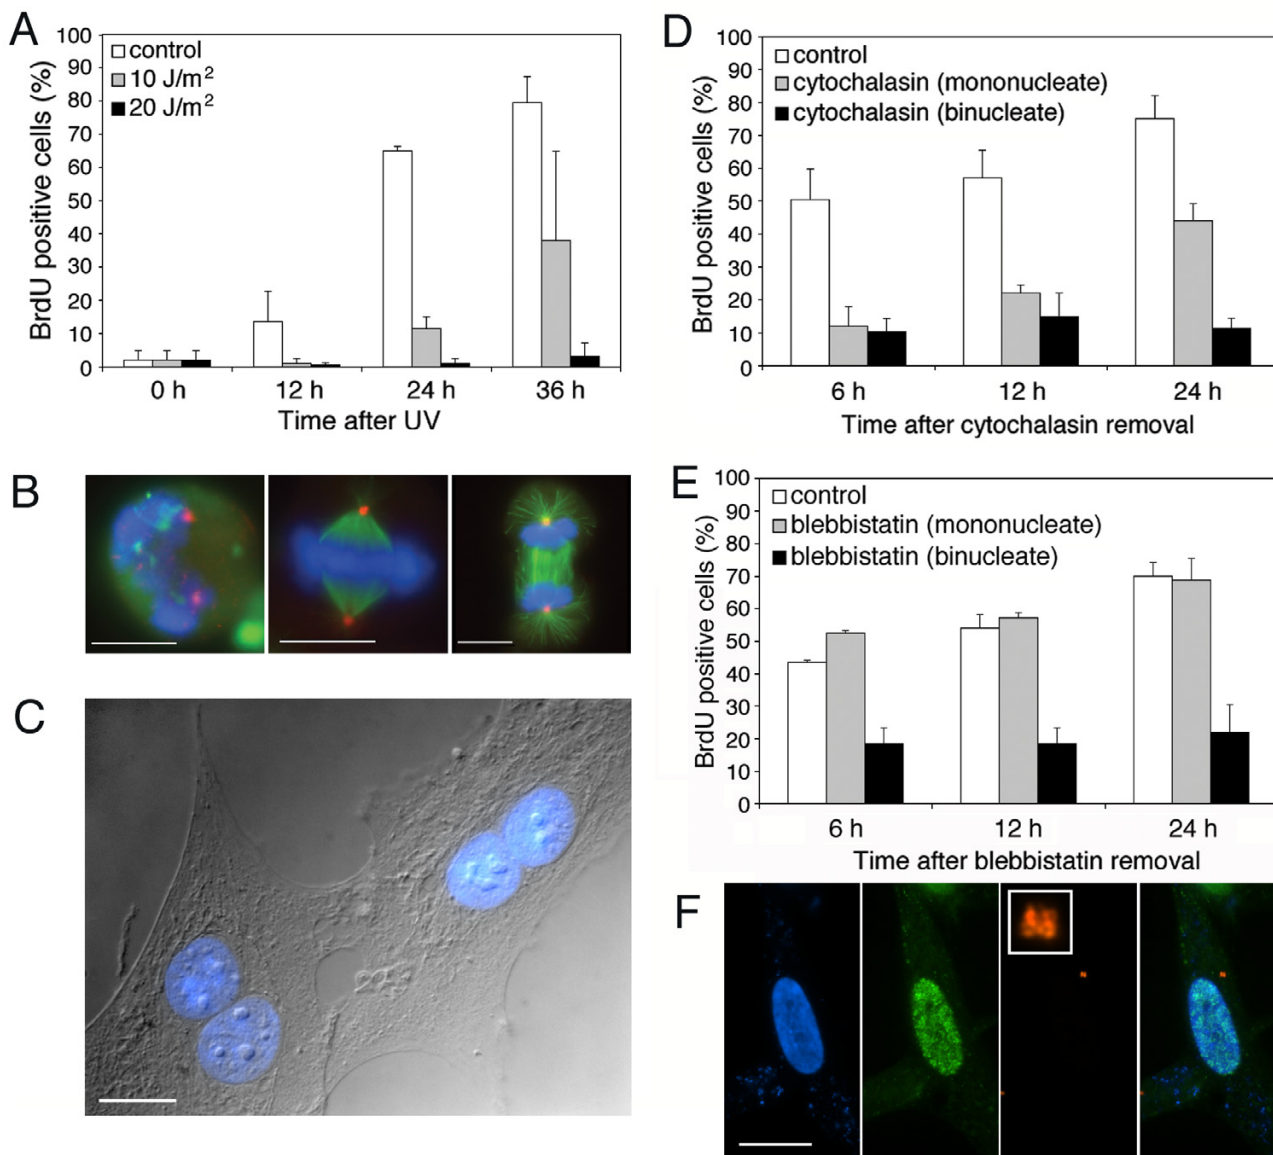 A
BrdU positive cells (%)
100
90
80
70
60
50
40
30
20
10
0
control
10 J/m²
20 J/m²
0 h 12 h 24 h 36 h
Time after UV
B
C
D
BrdU positive cells (%)
100
90
80
70
60
50
40
30
20
10
0
control
cytochalasin (mononucleate)
cytochalasin (binucleate)
6 h 12 h 24 h
Time after cytochalasin removal
E
BrdU positive cells (%)
100
90
80
70
60
50
40
30
20
10
0
control
blebbistatin (mononucleate)
blebbistatin (binucleate)
6 h 12 h 24 h
Time after blebbistatin removal
F